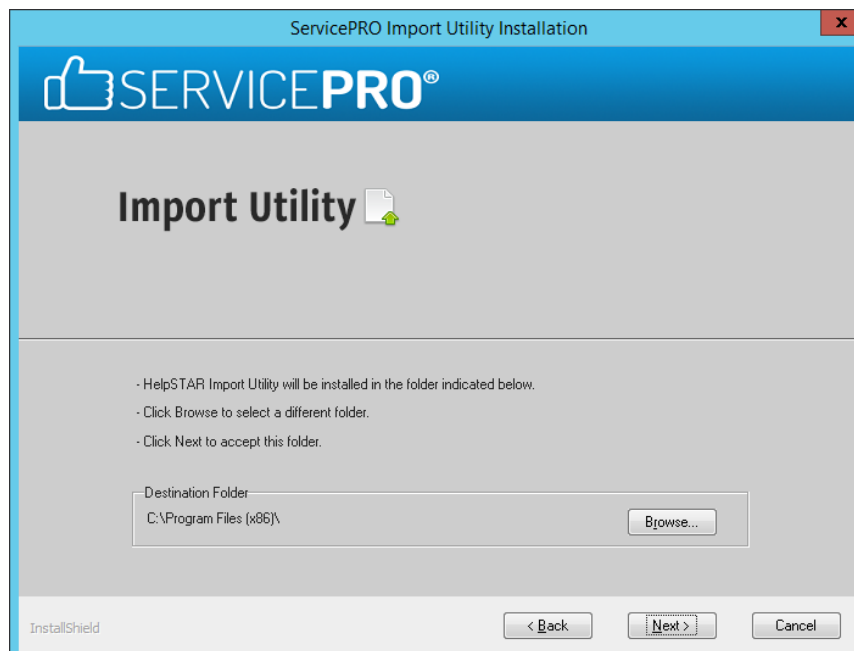 ServicePRO Import Utility Installation
x
SERVICEPRO®
Import Utility
- HelpSTAR Import Utility will be installed in the folder indicated below.
- Click Browse to select a different folder.
- Click Next to accept this folder.
Destination Folder
C:\Program Files (x86)\
Browse...
InstallShield
< Back
Next >
Cancel